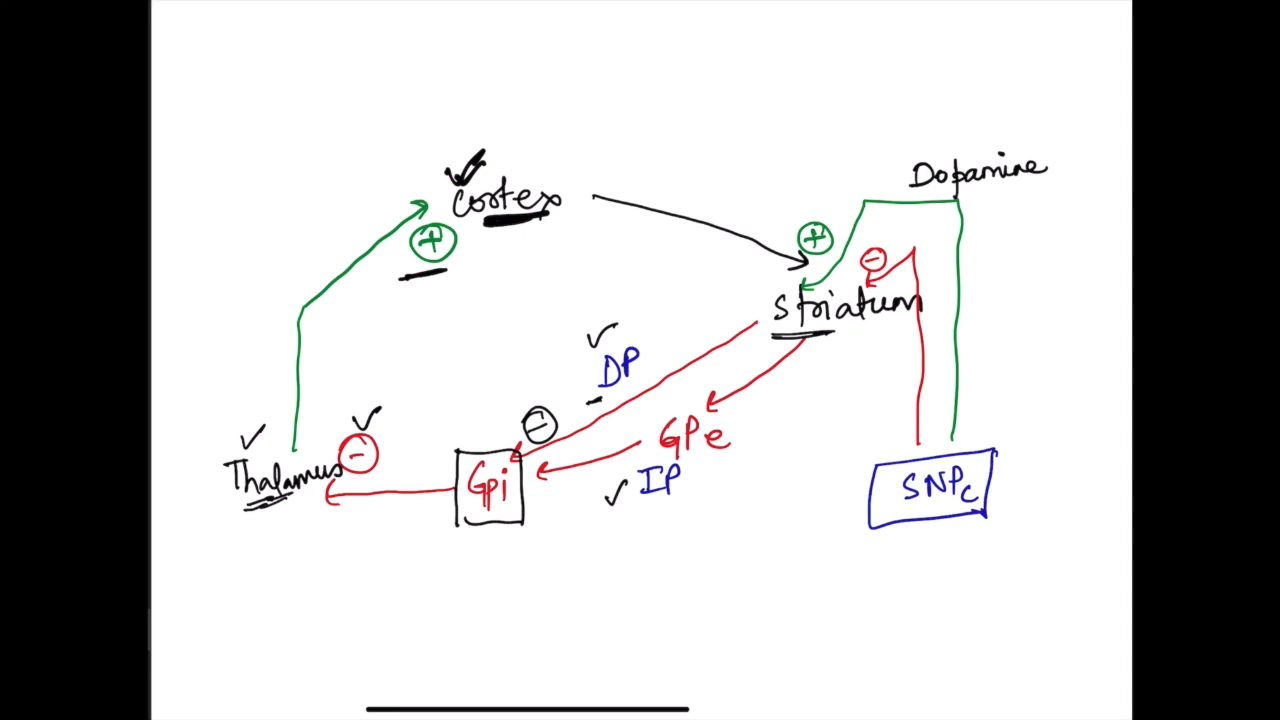 Dopamine
Cortex
+
+
-
Striatum
DP
-
GPe
Thalamus
-
Gpi
IP
SNPc